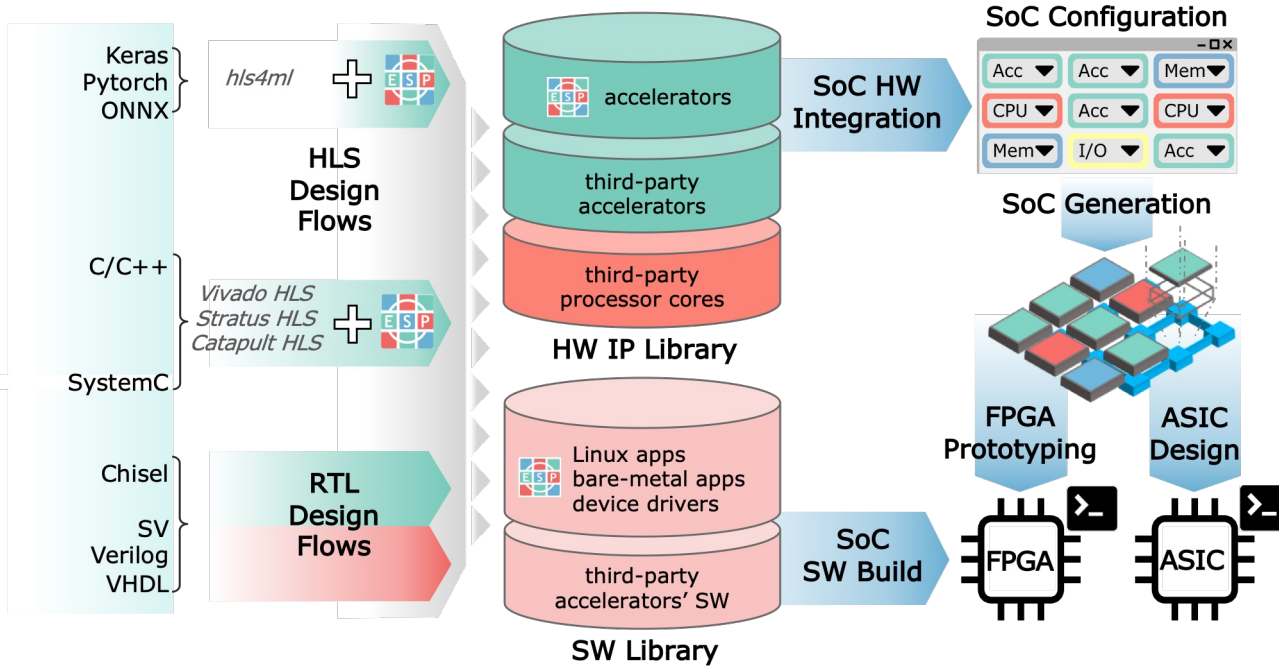 Keras
Pytorch
ONNX
hls4ml
ESP
HLS
Design
Flows
C/C++
SystemC
Vivado HLS
Stratus HLS
Catapult HLS
ESP
Chisel
SV
Verilog
VHDL
RTL
Design
Flows
ESP
accelerators
third-party
accelerators
third-party
processor cores
HW IP Library
ESP
Linux apps
bare-metal apps
device drivers
third-party
accelerators’ SW
SW Library
SoC HW
Integration
SoC
SW Build
SoC Configuration
Acc Acc Mem
CPU Acc CPU
Mem I/O Acc
SoC Generation
FPGA
Prototyping
ASIC
Design
FPGA
ASIC